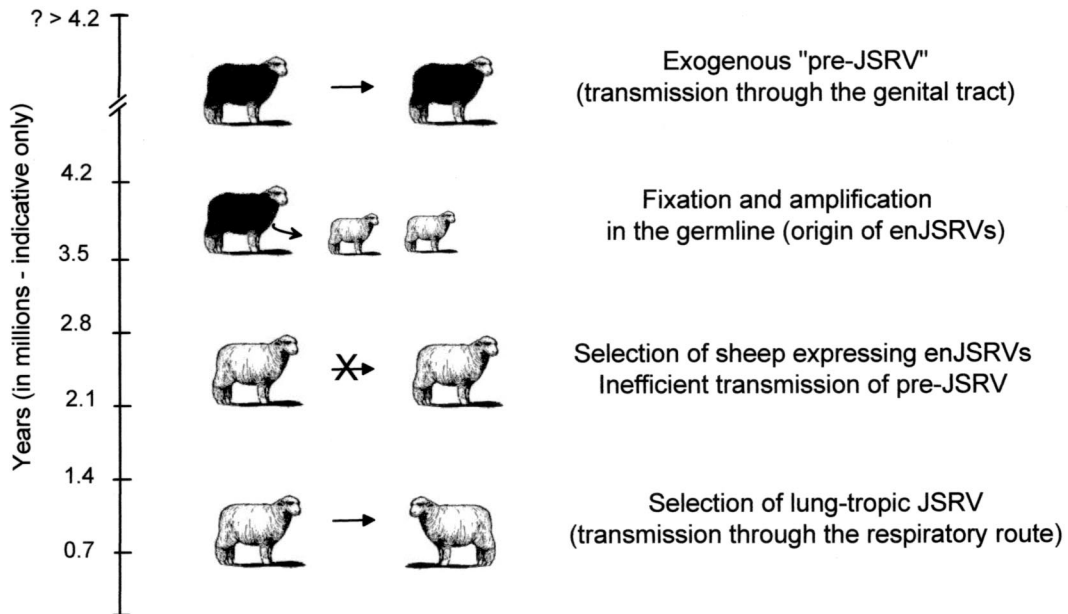 ? > 4.2
Exogenous "pre-JSRV"
(transmission through the genital tract)
4.2
Fixation and amplification
in the germline (origin of enJSRVs)
3.5
2.8
Selection of sheep expressing enJSRVs
Inefficient transmission of pre-JSRV
X
2.1
1.4
Selection of lung-tropic JSRV
(transmission through the respiratory route)
0.7
Years (in millions - indicative only)